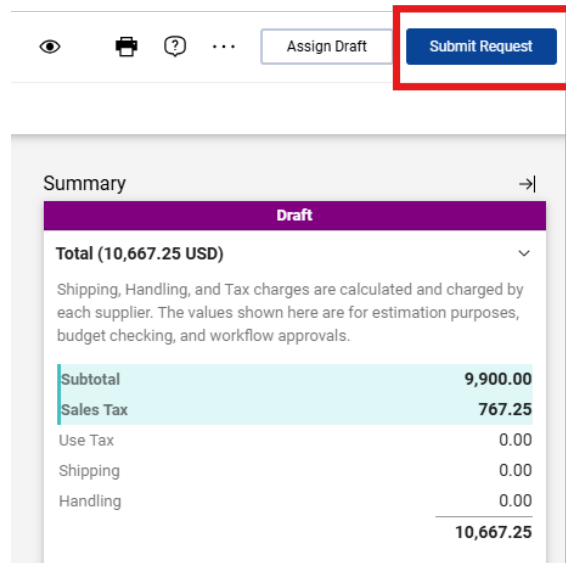 ? ... Assign Draft Submit Request
Summary
Draft
Total (10,667.25 USD)
Shipping, Handling, and Tax charges are calculated and charged by
each supplier. The values shown here are for estimation purposes,
budget checking, and workflow approvals.
Subtotal 9,900.00
Sales Tax 767.25
Use Tax 0.00
Shipping 0.00
Handling 0.00
10,667.25